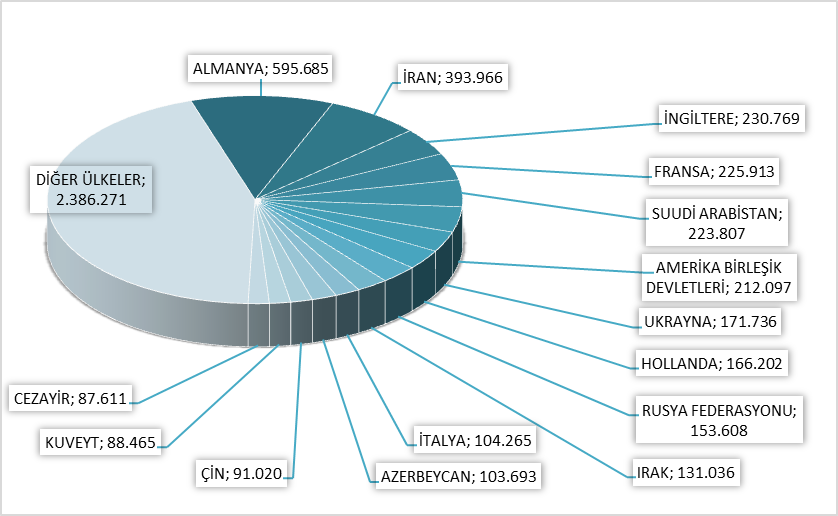 ALMANYA; 595.685
İRAN; 393.966
İNGİLTERE; 230.769
FRANSA; 225.913
SUUDİ ARABİSTAN;
223.807
AMERİKA BİRLEŞİK
DEVLETLERİ; 212.097
UKRAYNA; 171.736
HOLLANDA; 166.202
RUSYA FEDERASYONU;
153.608
IRAK; 131.036
İTALYA; 104.265
AZERBEYCAN; 103.693
ÇİN; 91.020
KUVEYT; 88.465
CEZAYİR; 87.611
DİĞER ÜLKELER;
2.386.271